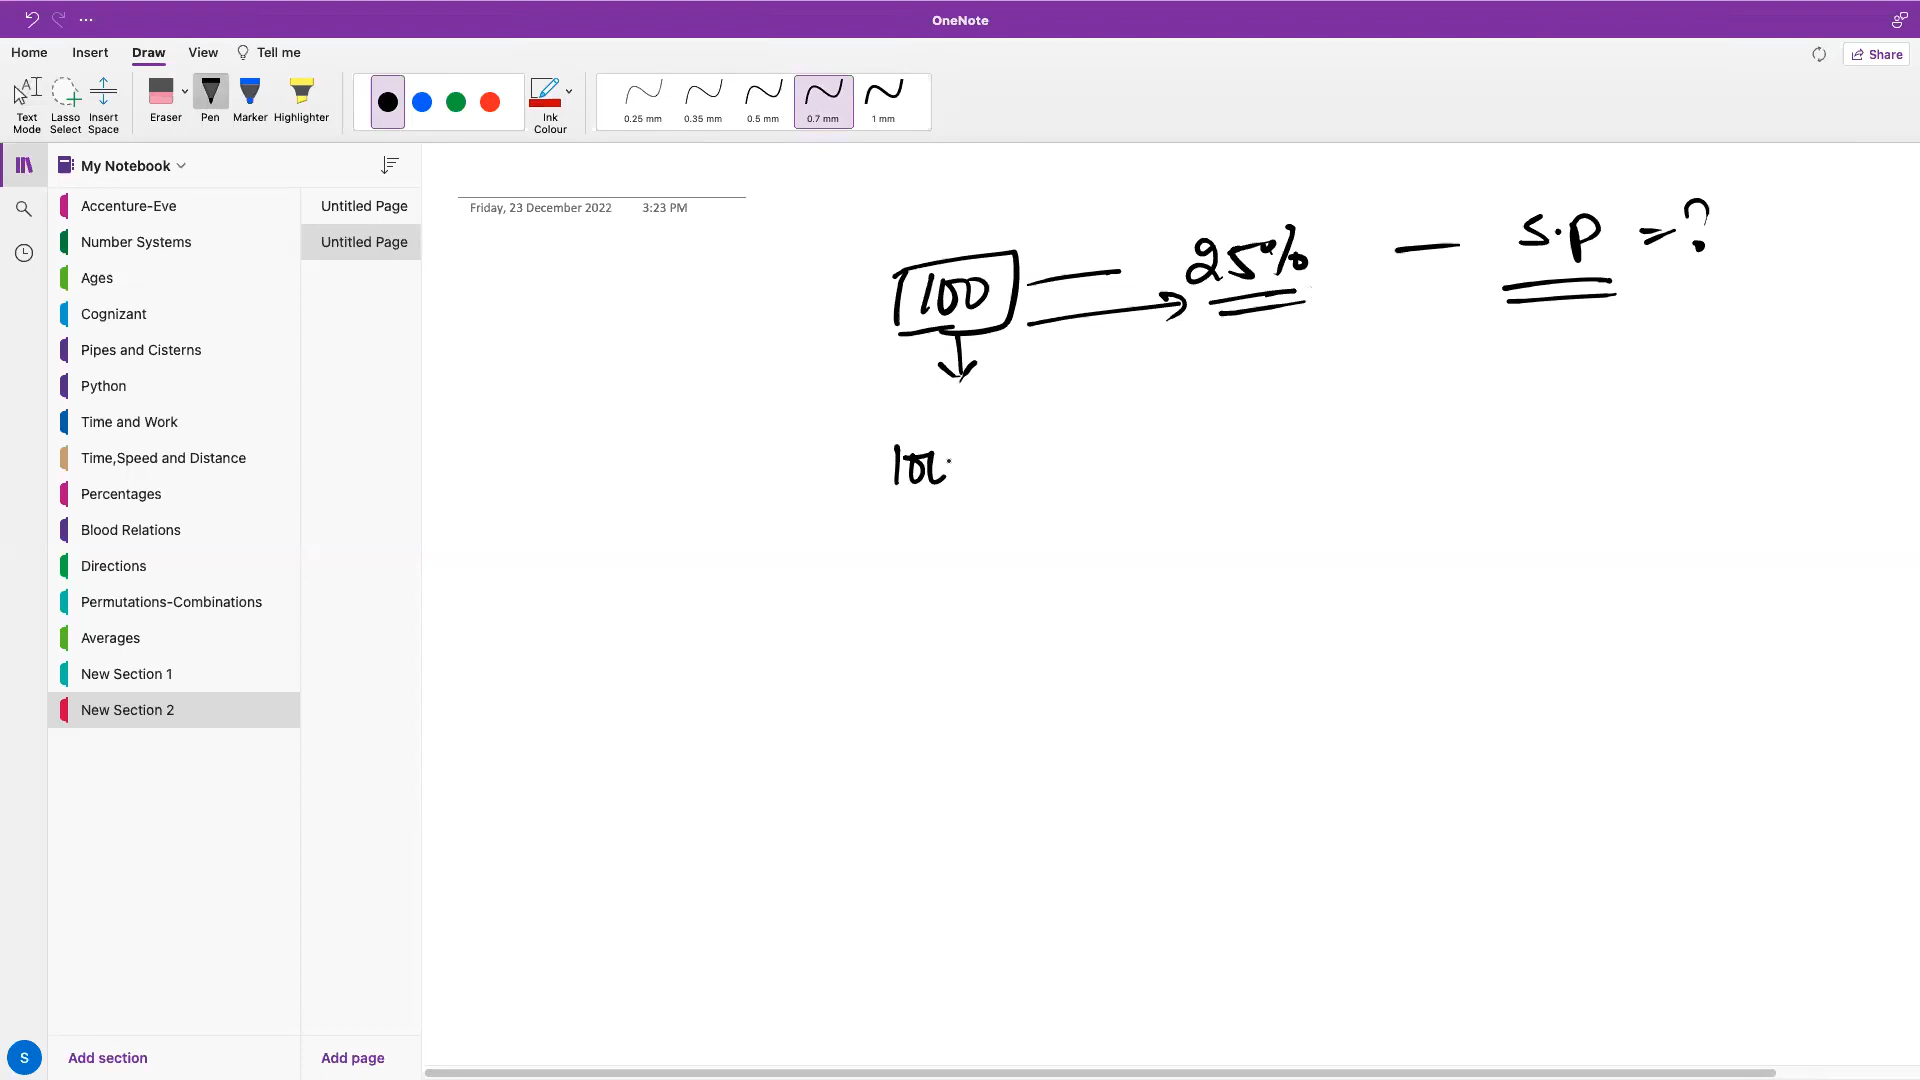 OneNote
Home Insert Draw View Tell me
Share
Text Mode
Lasso Select
Insert Space
Eraser
Pen
Marker
Highlighter
Ink Colour
0.25 mm
0.35 mm
0.5 mm
0.7 mm
1 mm
My Notebook
Accenture-Eve
Number Systems
Ages
Cognizant
Pipes and Cisterns
Python
Time and Work
Time,Speed and Distance
Percentages
Blood Relations
Directions
Permutations-Combinations
Averages
New Section 1
New Section 2
S
Add section
Untitled Page
Untitled Page
Add page
Friday, 23 December 2022 3:23 PM
100 25% — S.P = ?